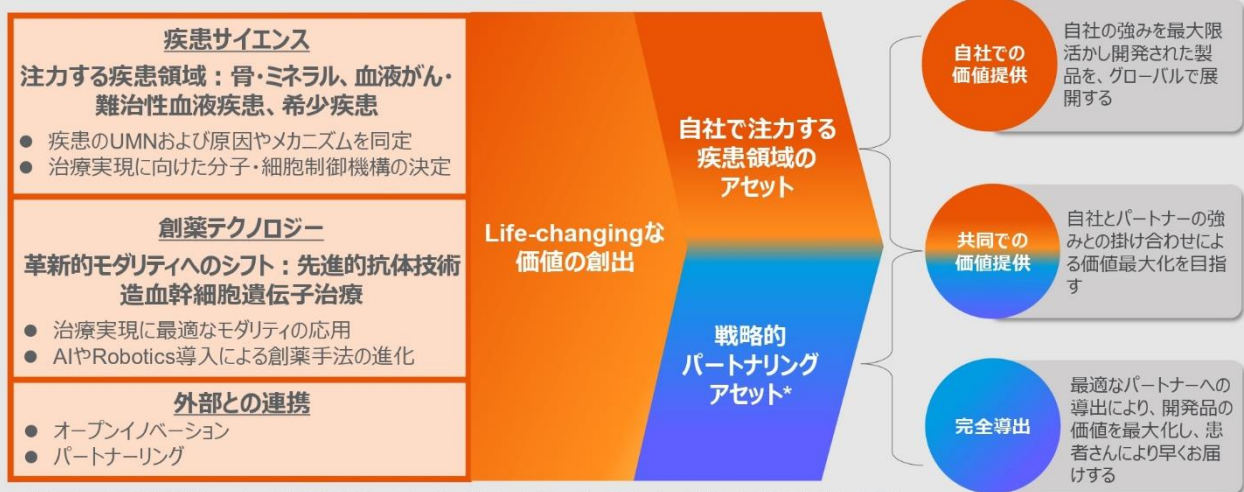 疾患サイエンス
注力する疾患領域：骨・ミネラル、血液がん・
難治性血液疾患、希少疾患
● 疾患のUMNおよび原因やメカニズムを同定
● 治療実現に向けた分子・細胞制御機構の決定
創薬テクノロジー
革新的モダリティへのシフト：先進的抗体技術
造血幹細胞遺伝子治療
● 治療実現に最適なモダリティの応用
● AIやRobotics導入による創薬手法の進化
外部との連携
● オープンイノベーション
● パートナーリング
Life-changingな
価値の創出
自社で注力する
疾患領域の
アセット
戦略的
パートナリング
アセット*
自社での
価値提供
自社の強みを最大限
活かし開発された製
品を、グローバルで展
開する
共同での
価値提供
自社とパートナーの強
みとの掛け合わせによ
る価値最大化を目指
す
完全導出
最適なパートナーへの
導出により、開発品の
価値を最大化し、患
者さんにより早くお届
けする